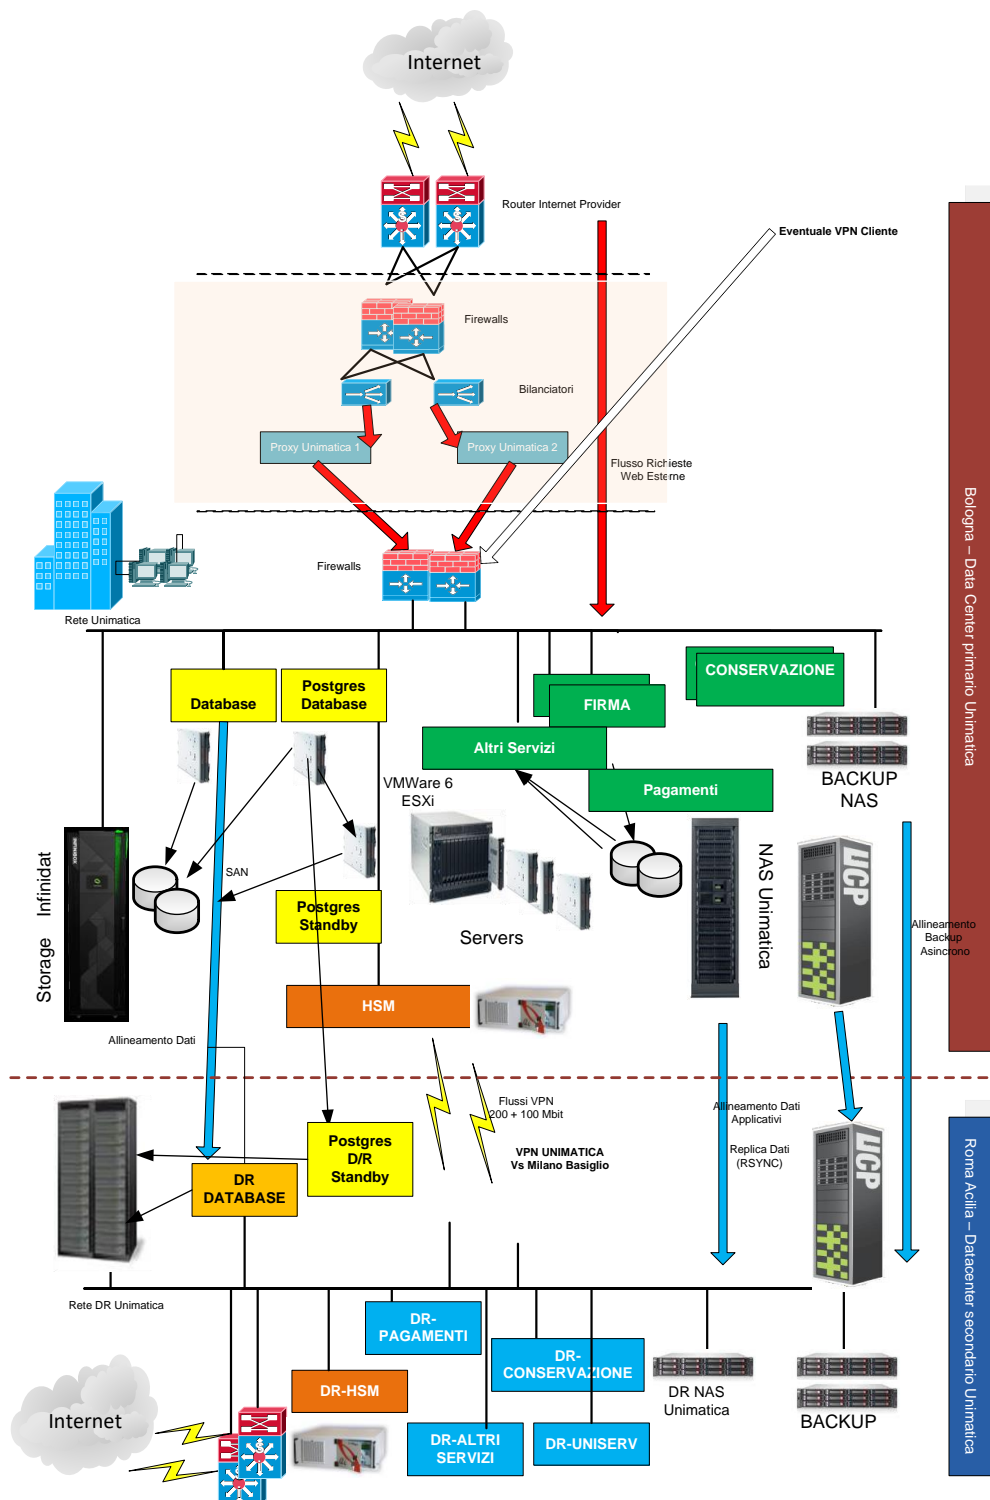 Internet
Router Internet Provider
Eventuale VPN Cliente
Firewalls
Bilanciatori
Proxy Unimatica 1
Proxy Unimatica 2
Flusso Richieste
Web Esterne
Firewalls
Rete Unimatica
Bologna – Data Center primario Unimatica
Database
Postgres
Database
FIRMA
CONSERVAZIONE
Altri Servizi
Pagamenti
BACKUP
NAS
VMWare 6
ESXi
Storage Infinidat
SAN
Postgres
Standby
Servers
NAS Unimatica
UCP
Allineamento
Backup
Asincrono
HSM
Allineamento Dati
Flussi VPN
200 + 100 Mbit
VPN UNIMATICA
Vs Milano Basiglio
Allineamento Dati
Applicativi
Replica Dati
(RSYNC)
UCP
Postgres
D/R
Standby
DR
DATABASE
Roma Acilia – Datacenter secondario Unimatica
Rete DR Unimatica
DR-
PAGAMENTI
DR-
CONSERVAZIONE
DR-HSM
DR NAS
Unimatica
BACKUP
Internet
DR-ALTRI
SERVIZI
DR-UNISERV